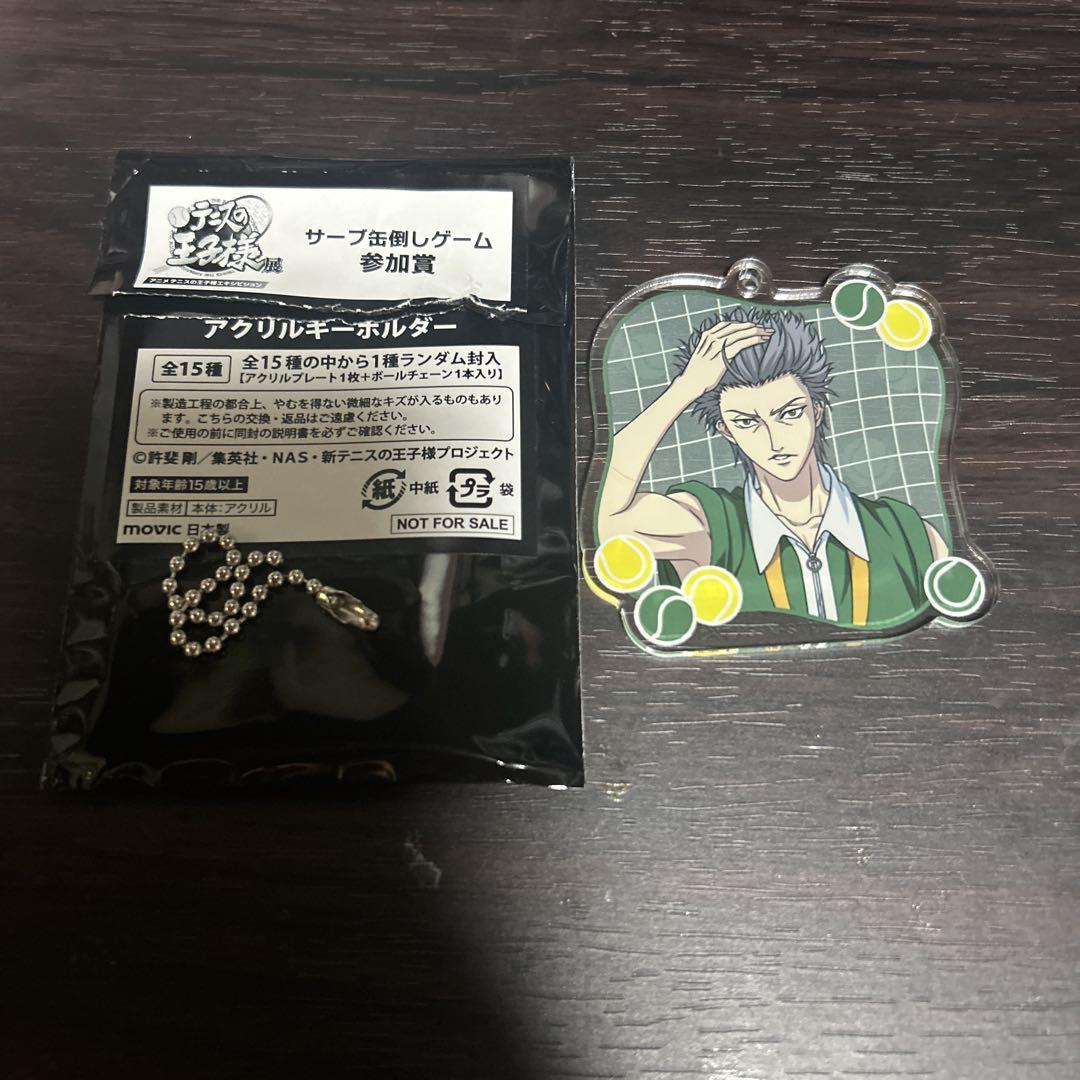 テニスの
王子様展
アニメ テニスの王子様エキシビション
サーブ缶倒しゲーム
参加賞
アクリルキーホルダー
全15種
全15種の中から1種ランダム封入
【アクリルプレート1枚+ボールチェーン1本入り】
※製造工程の都合上、やむを得ない微細なキズが入るものもあり
ます。こちらの交換・返品はご遠慮ください。
※ご使用の前に同封の説明書を必ずご確認ください。
©許斐 剛／集英社・NAS・新テニスの王子様プロジェクト
対象年齢15歳以上
紙 中紙 プラ 袋
製品素材 本体:アクリル
movic 日本製
NOT FOR SALE